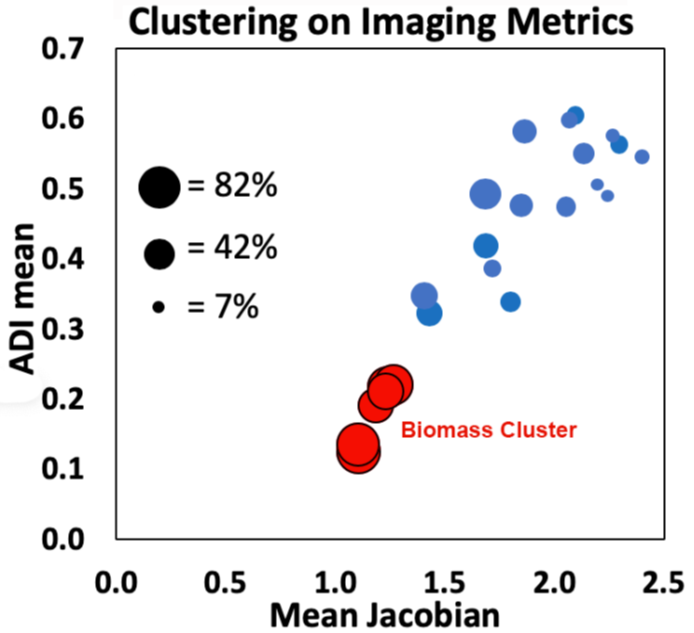 Clustering on Imaging Metrics
0.7
0.6
0.5
0.4
0.3
0.2
0.1
0.0
ADI mean
= 82%
= 42%
= 7%
Biomass Cluster
0.0 0.5 1.0 1.5 2.0 2.5
Mean Jacobian